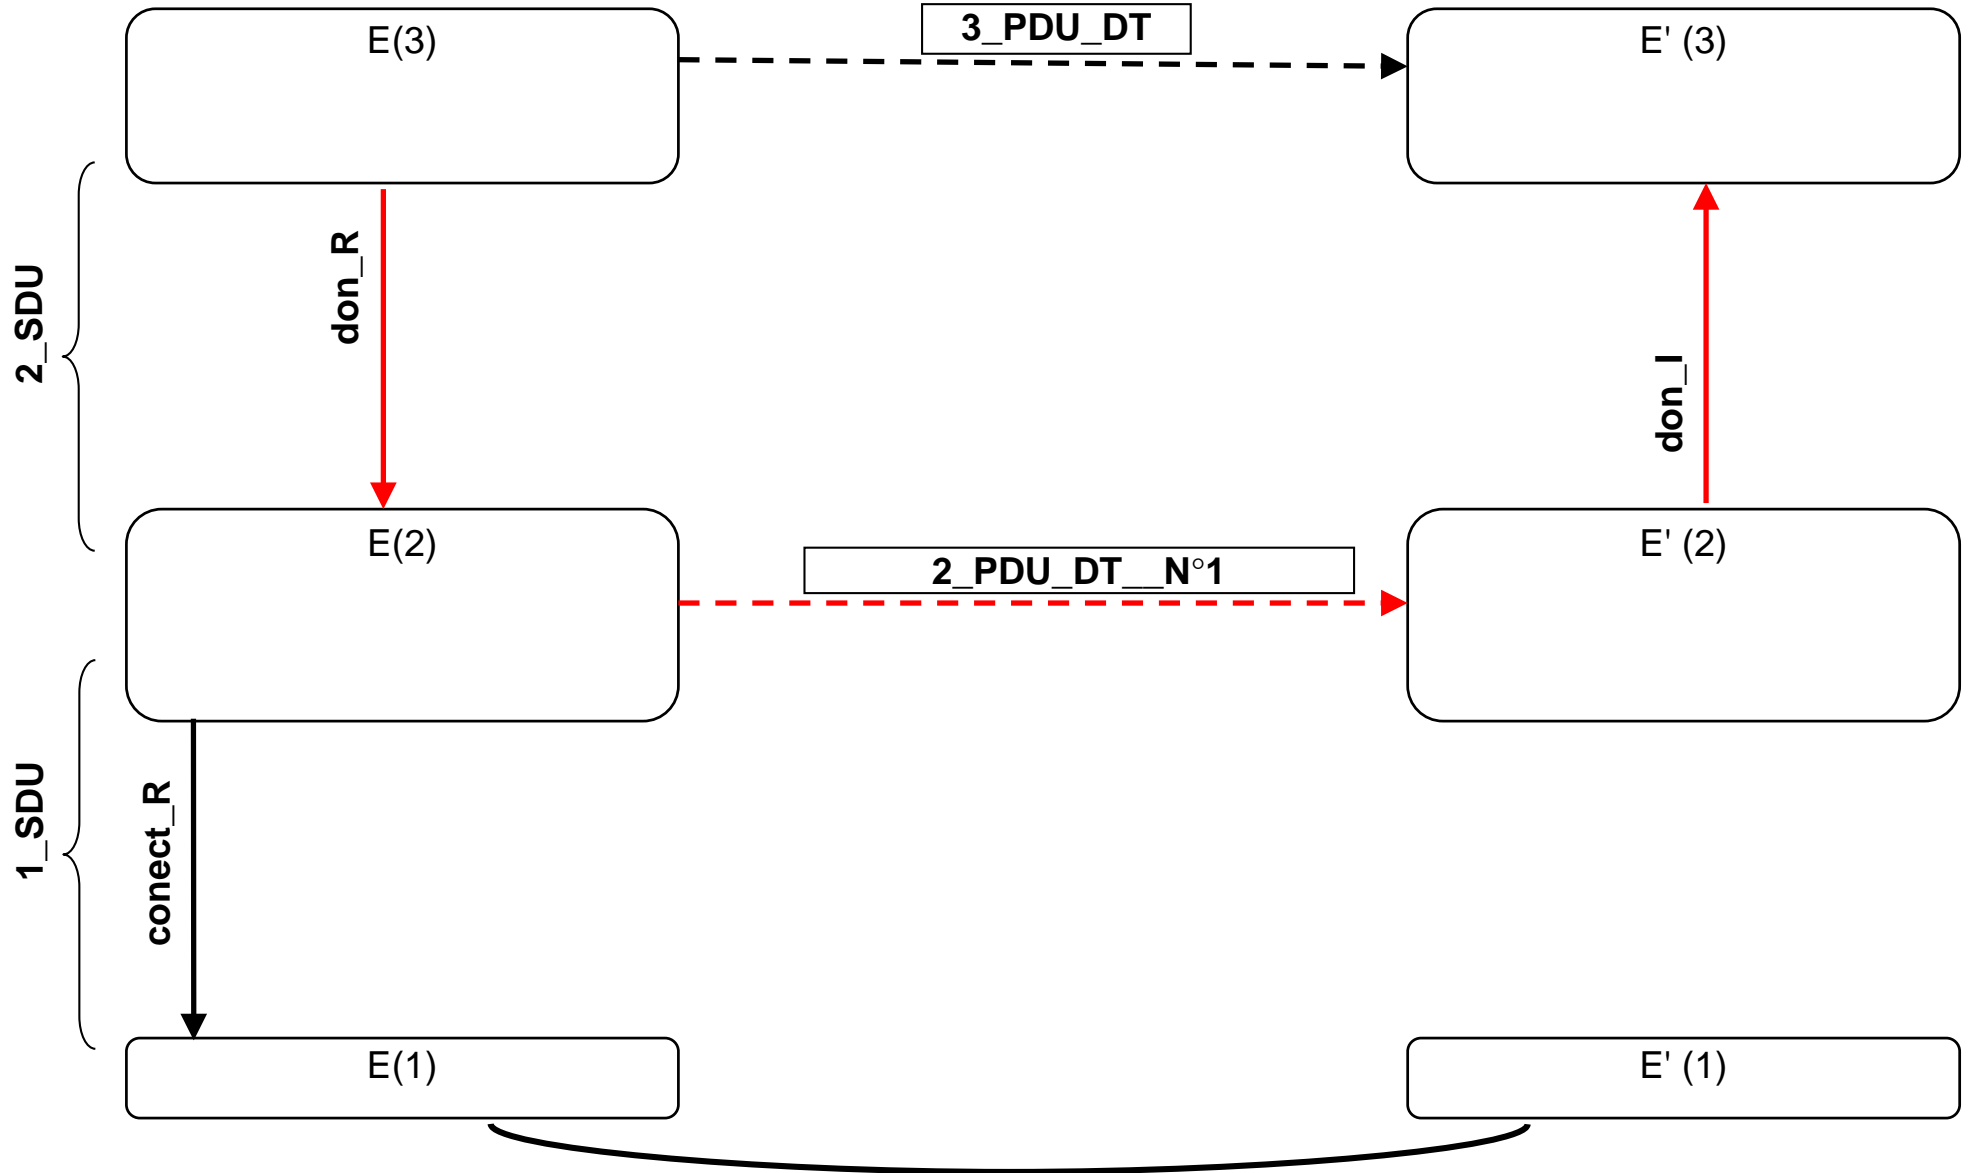 E(3)
3_PDU_DT
E' (3)
2_SDU
don_R
don_I
E(2)
2_PDU_DT__N°1
E' (2)
1_SDU
conect_R
E(1)
E' (1)